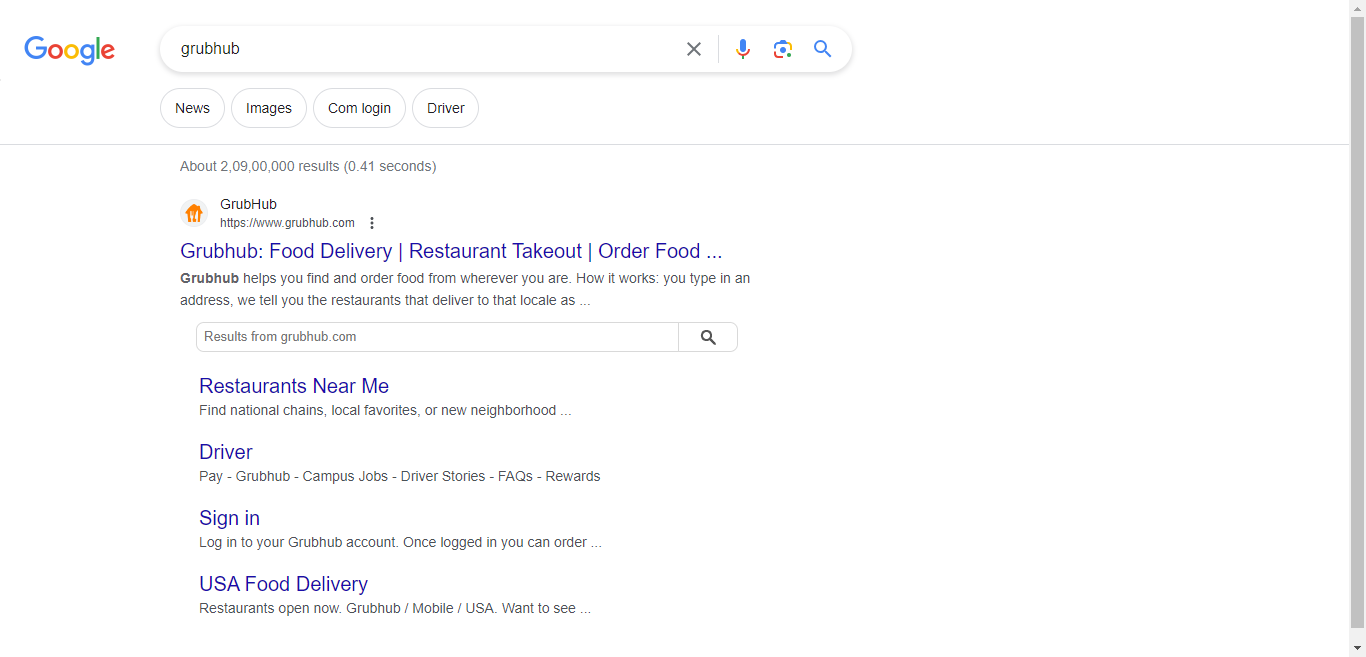 Google
grubhub
News
Images
Com login
Driver
About 2,09,00,000 results (0.41 seconds)
GrubHub
https://www.grubhub.com
Grubhub: Food Delivery | Restaurant Takeout | Order Food ...
Grubhub helps you find and order food from wherever you are. How it works: you type in an
address, we tell you the restaurants that deliver to that locale as ...
Results from grubhub.com
Restaurants Near Me
Find national chains, local favorites, or new neighborhood ...
Driver
Pay - Grubhub - Campus Jobs - Driver Stories - FAQs - Rewards
Sign in
Log in to your Grubhub account. Once logged in you can order ...
USA Food Delivery
Restaurants open now. Grubhub / Mobile / USA. Want to see ...